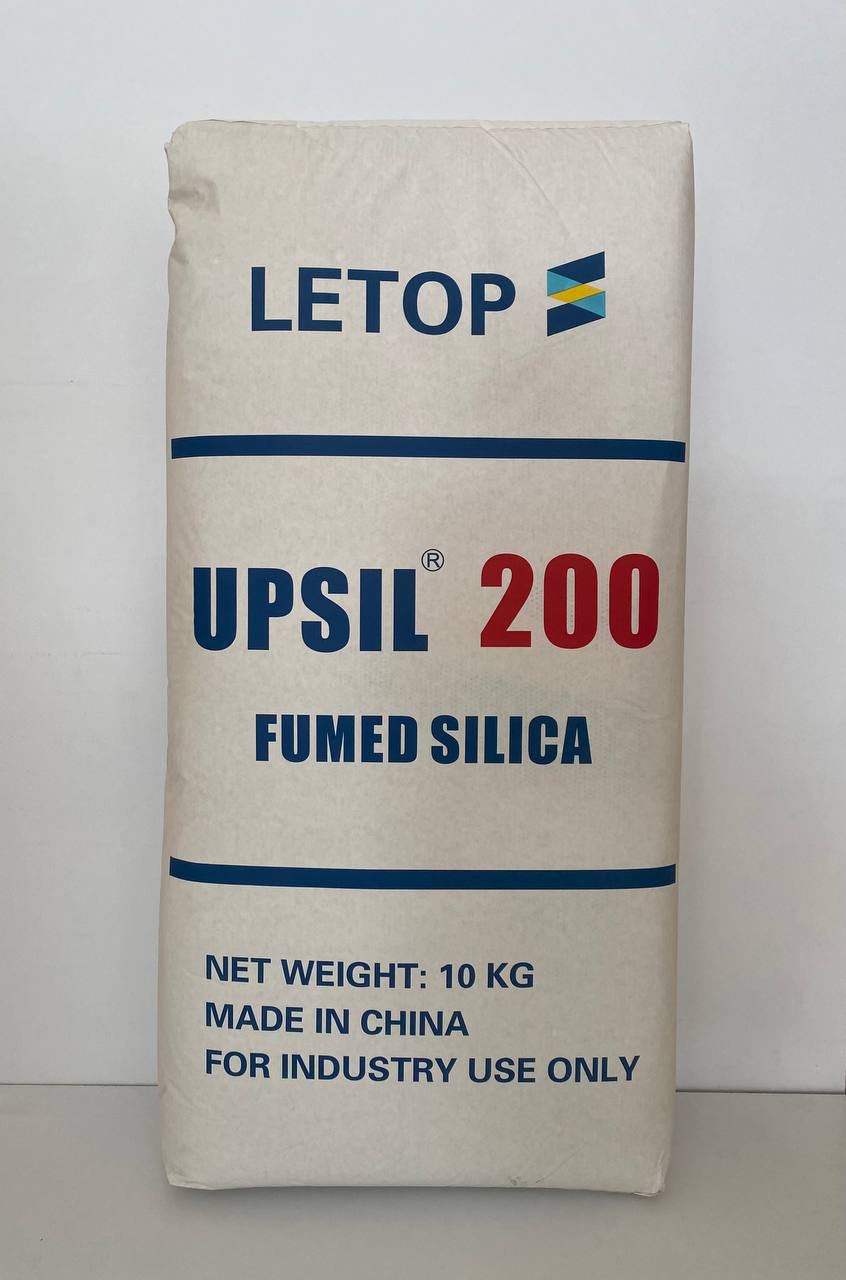 LETOP
UPSIL® 200
FUMED SILICA
NET WEIGHT: 10 KG
MADE IN CHINA
FOR INDUSTRY USE ONLY